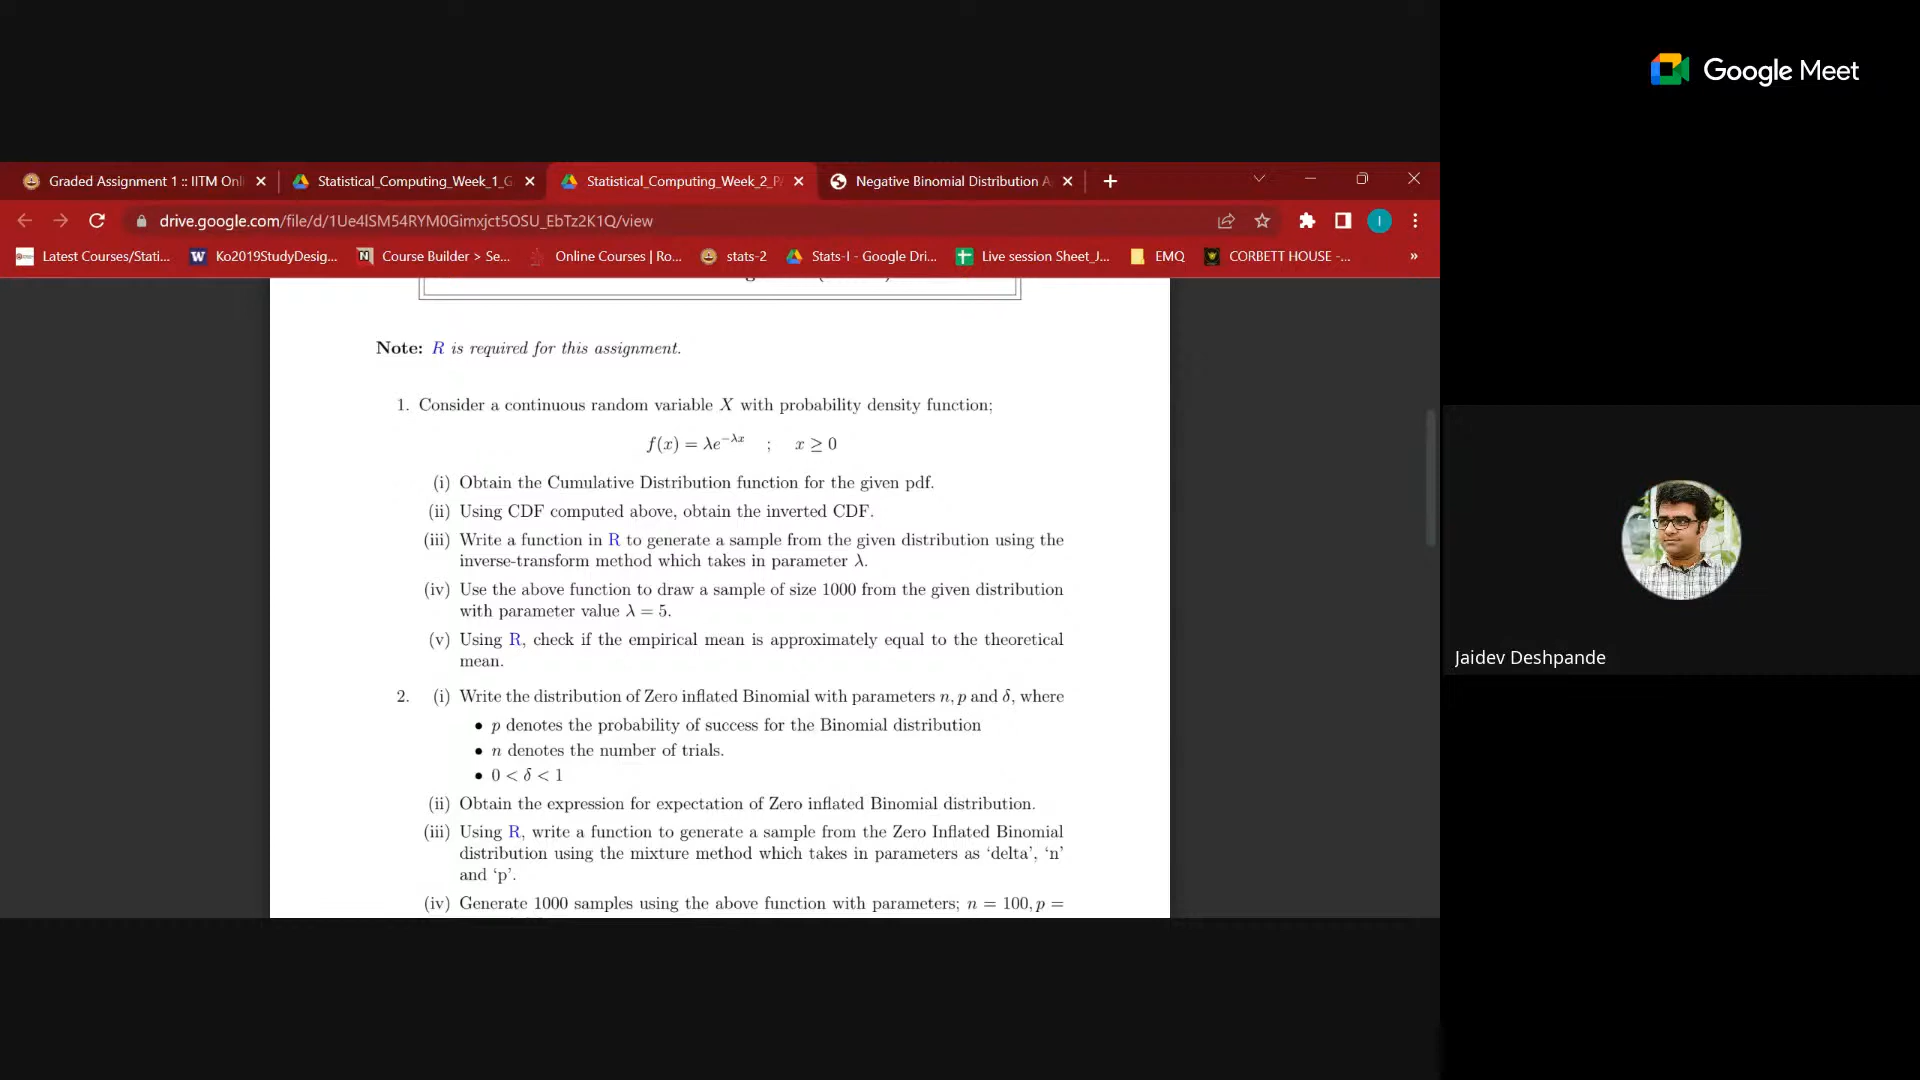 Google Meet
Graded Assignment 1 :: IITM Onl
Statistical_Computing_Week_1_G
Statistical_Computing_Week_2_P
Negative Binomial Distribution A
drive.google.com/file/d/1Ue4lSM54RYM0Gimxjct5OSU_EbTz2K1Q/view
I
Latest Courses/Stati...
Ko2019StudyDesig...
Course Builder > Se...
Online Courses | Ro...
stats-2
Stats-I - Google Dri...
Live session Sheet_J...
EMQ
CORBETT HOUSE -...
»
Note: R is required for this assignment.
1. Consider a continuous random variable X with probability density function;
f(x) = λe^{−λx} ; x ≥ 0
(i) Obtain the Cumulative Distribution function for the given pdf.
(ii) Using CDF computed above, obtain the inverted CDF.
(iii) Write a function in R to generate a sample from the given distribution using the
inverse-transform method which takes in parameter λ.
(iv) Use the above function to draw a sample of size 1000 from the given distribution
with parameter value λ = 5.
(v) Using R, check if the empirical mean is approximately equal to the theoretical
mean.
2. (i) Write the distribution of Zero inflated Binomial with parameters n, p and δ, where
• p denotes the probability of success for the Binomial distribution
• n denotes the number of trials.
• 0 < δ < 1
(ii) Obtain the expression for expectation of Zero inflated Binomial distribution.
(iii) Using R, write a function to generate a sample from the Zero Inflated Binomial
distribution using the mixture method which takes in parameters as ‘delta’, ‘n’
and ‘p’.
(iv) Generate 1000 samples using the above function with parameters; n = 100, p =
Jaidev Deshpande